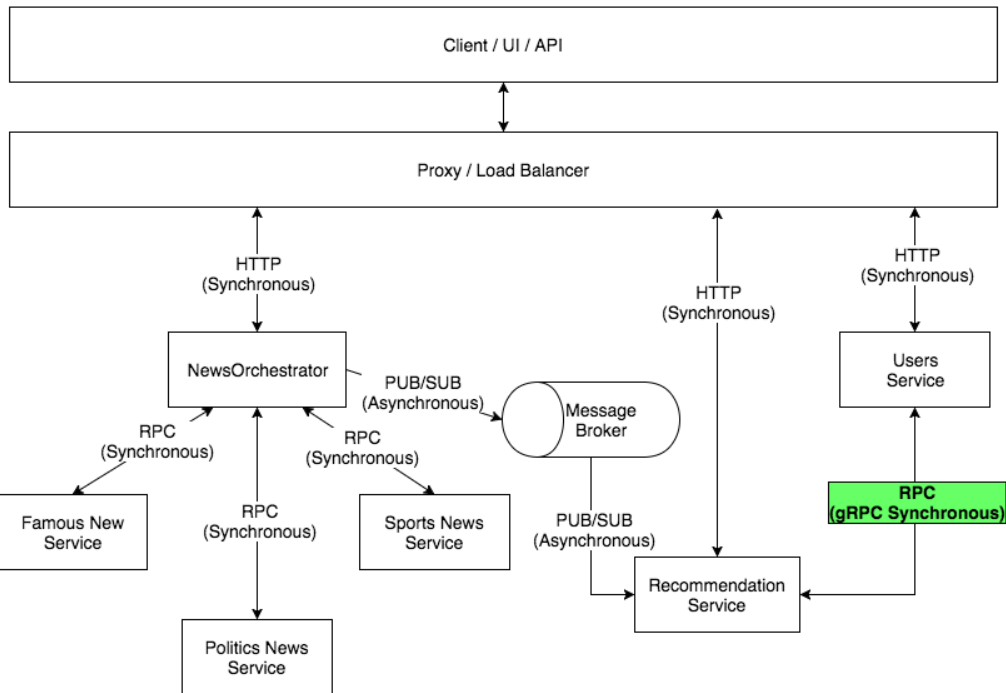 Client / UI / API
Proxy / Load Balancer
HTTP
(Synchronous)
HTTP
(Synchronous)
HTTP
(Synchronous)
NewsOrchestrator
PUB/SUB
(Asynchronous)
Message
Broker
Users
Service
RPC
(Synchronous)
RPC
(Synchronous)
RPC
(Synchronous)
RPC
(gRPC Synchronous)
Famous New
Service
Sports News
Service
PUB/SUB
(Asynchronous)
Recommendation
Service
Politics News
Service